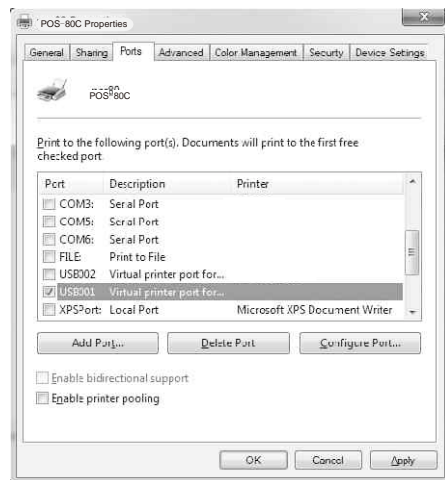 POS-80C Properties
General Sharing Ports Advanced Color Management Security Device Settings
POS-80C
Print to the following port(s). Documents will print to the first free
checked port
Port Description Printer
COM3: Serial Port
COM5: Serial Port
COM6: Serial Port
FILE: Print to File
USB002 Virtual printer port for...
USB001 Virtual printer port for...
XPSPort: Local Port Microsoft XPS Document Writer
Add Port... Delete Port Configure Port...
Enable bidirectional support
Enable printer pooling
OK Cancel Apply